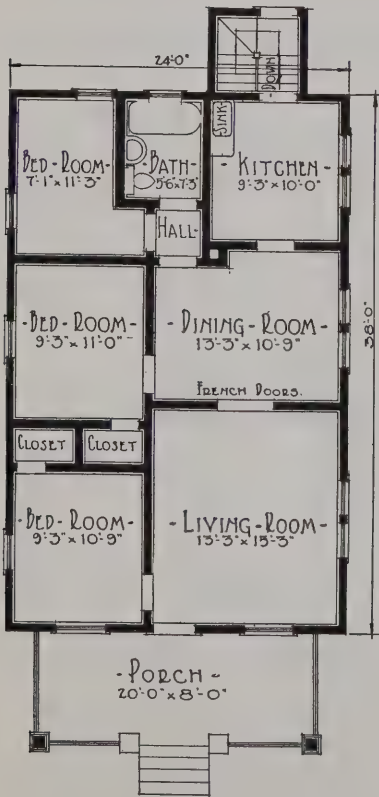 24'-0"
DOWN
SINK
BED-ROOM-
7'-1" x 11'-3"
-BATH-
5'6" x 7'-3"
-KITCHEN-
9'-3" x 10'-0"
HALL
-BED-ROOM-
9'-3" x 11'-0"
-DINING-ROOM-
13'-3" x 10'-9"
38'-0"
FRENCH DOORS.
CLOSET
CLOSET
-BED-ROOM-
9'-3" x 10'-9"
-LIVING-ROOM-
13'-3" x 15'-3"
-PORCH-
20'-0" x 8'-0"